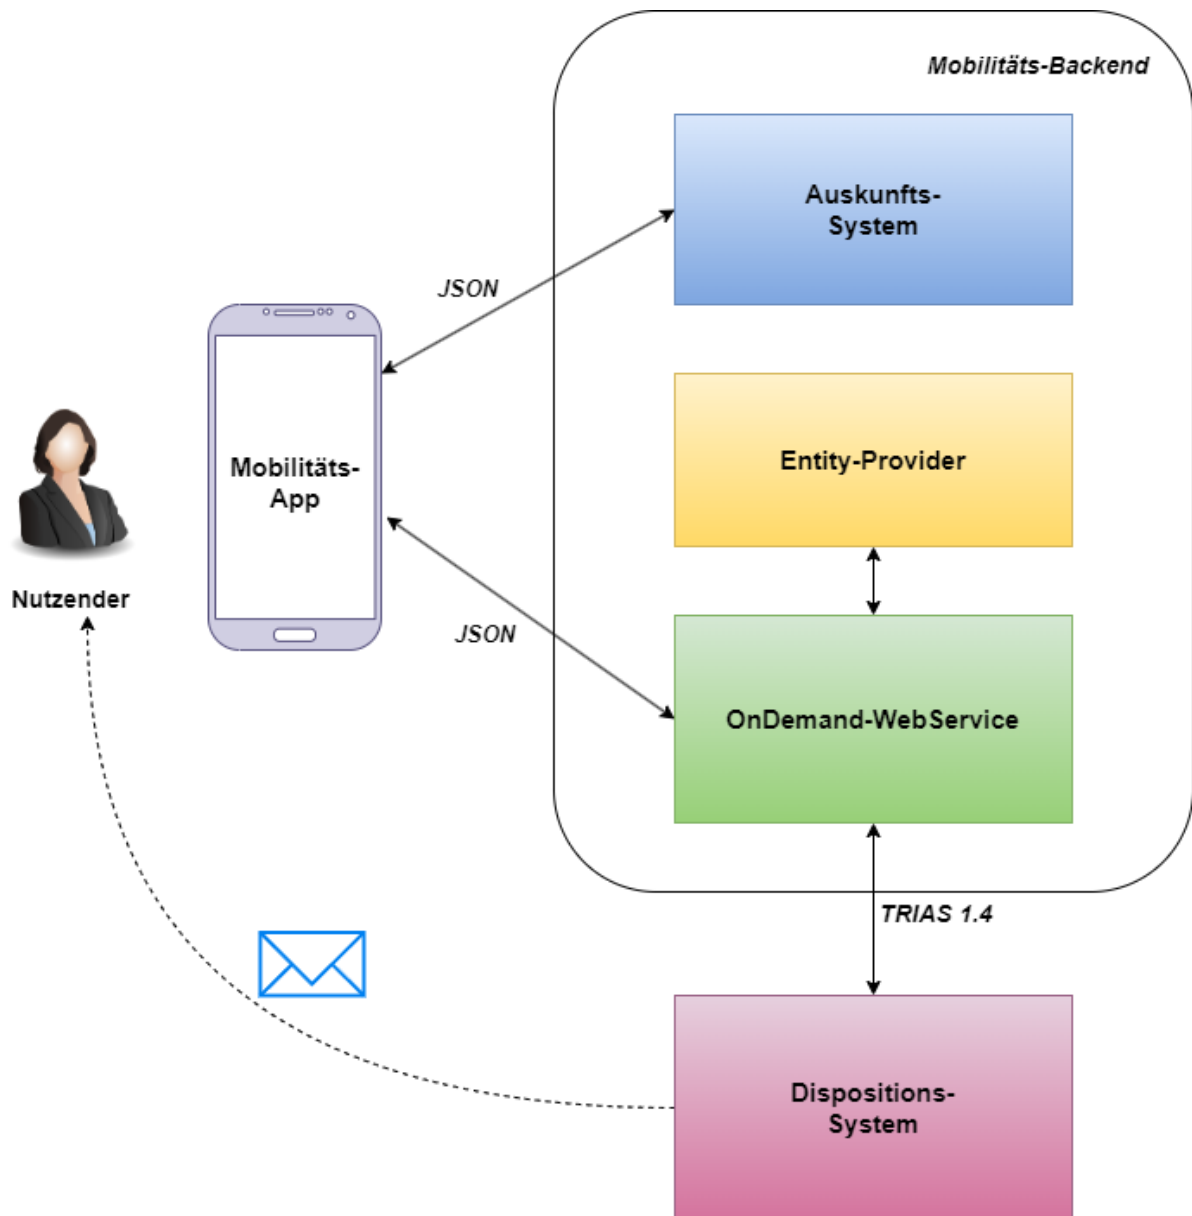 Mobilitäts-Backend
Auskunfts-
System
JSON
Entity-Provider
Mobilitäts-
App
Nutzender
JSON
OnDemand-WebService
TRIAS 1.4
Dispositions-
System